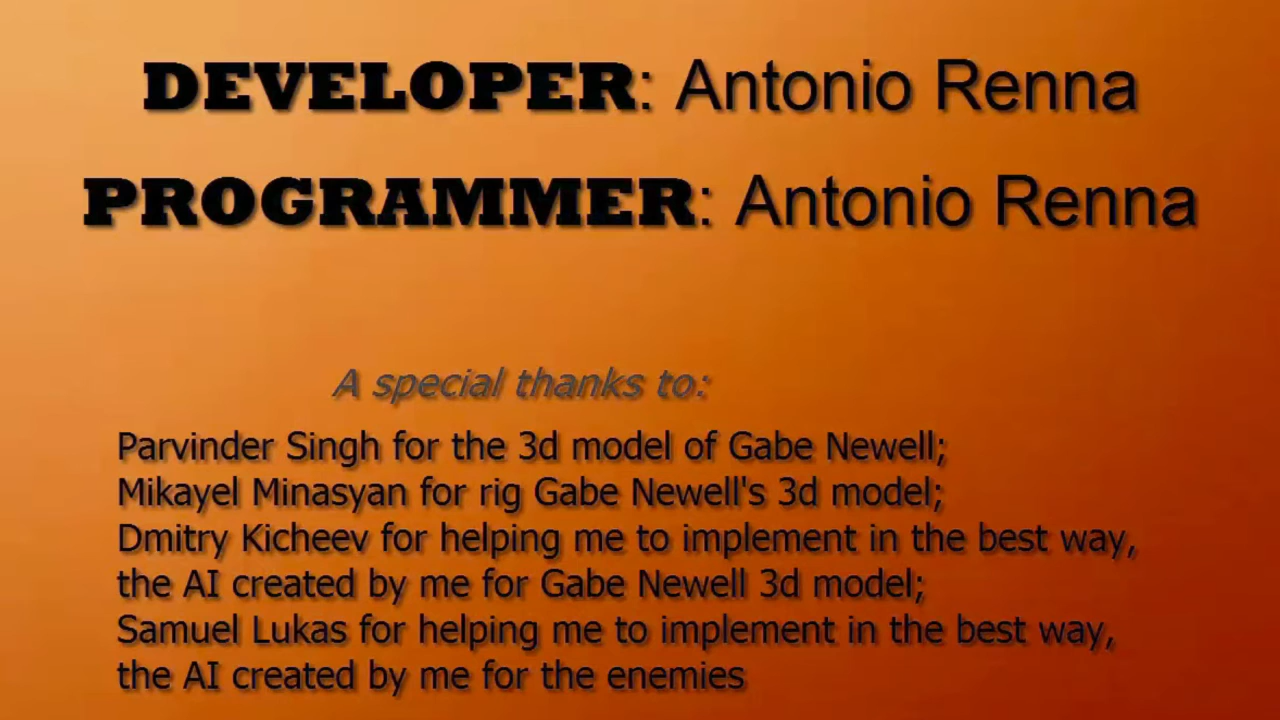 DEVELOPER: Antonio Renna
PROGRAMMER: Antonio Renna
A special thanks to:
Parvinder Singh for the 3d model of Gabe Newell;
Mikayel Minasyan for rig Gabe Newell's 3d model;
Dmitry Kicheev for helping me to implement in the best way,
the AI created by me for Gabe Newell 3d model;
Samuel Lukas for helping me to implement in the best way,
the AI created by me for the enemies